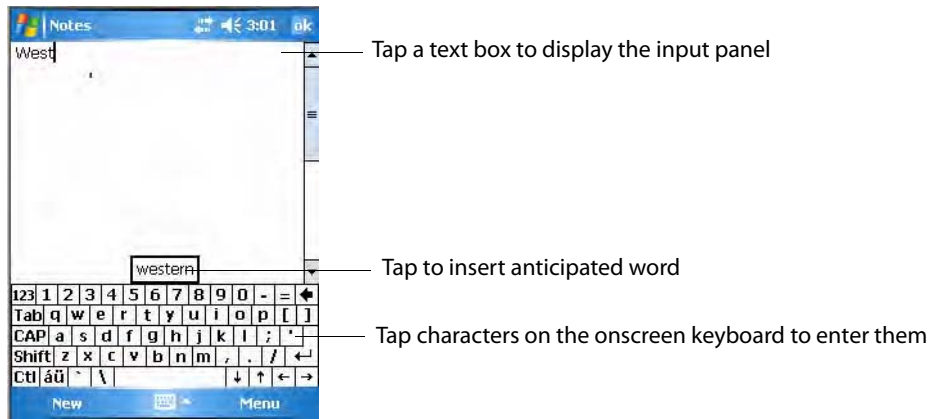 Notes 3:01 ok
West
Tap a text box to display the input panel
western
Tap to insert anticipated word
123 1 2 3 4 5 6 7 8 9 0 - = ←
Tab q w e r t y u i o p [ ]
CAP a s d f g h j k l ; '
Tap characters on the onscreen keyboard to enter them
Shift z x c v b n m , . / ↵
Ctl áü ` \ ↓ ↑ ← →
New Menu